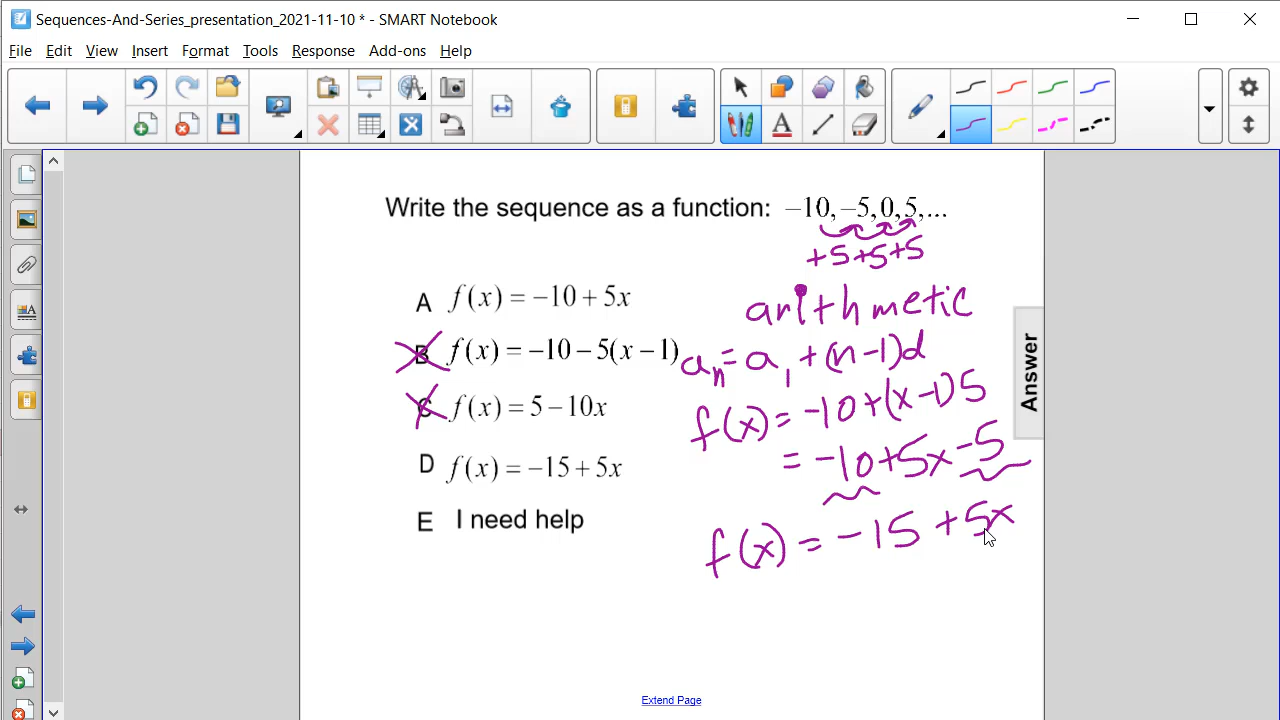 Sequences-And-Series_presentation_2021-11-10 * - SMART Notebook
File Edit View Insert Format Tools Response Add-ons Help
Write the sequence as a function: −10, −5, 0, 5, ...
+5 +5 +5
A f(x) = −10 + 5x
arithmetic
B f(x) = −10 − 5(x − 1)
aₙ = a₁ + (n − 1)d
C f(x) = 5 − 10x
f(x) = −10 + (x − 1)5
D f(x) = −15 + 5x
= −10 + 5x − 5
E I need help
f(x) = −15 + 5x
Answer
Extend Page